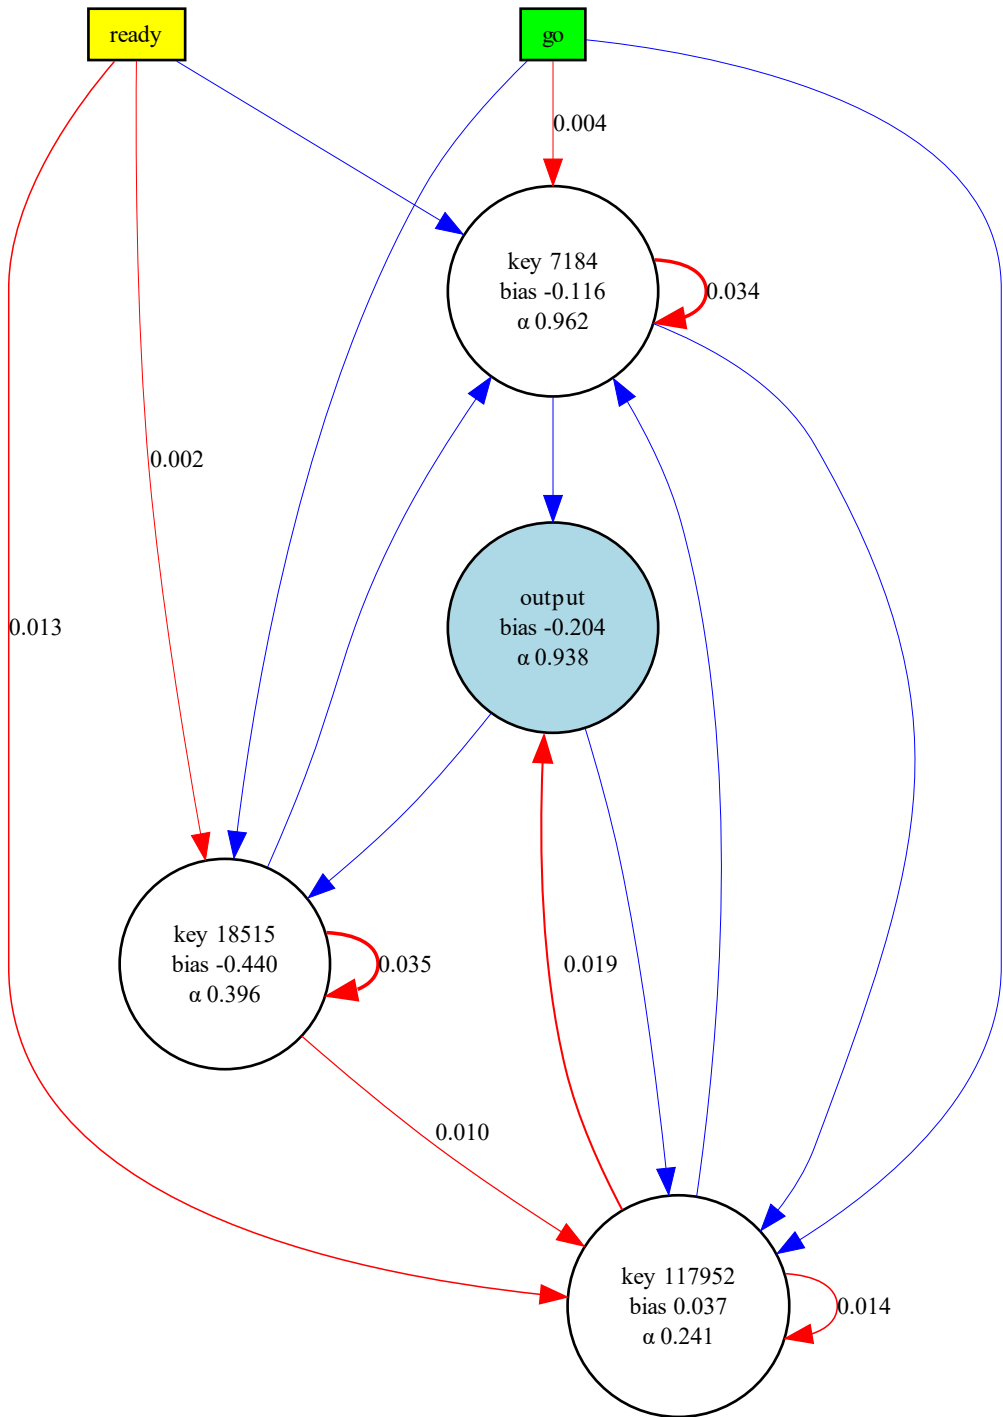 ready
go
0.004
key 7184
bias -0.116
α 0.962
0.034
0.002
output
bias -0.204
α 0.938
0.013
key 18515
bias -0.440
α 0.396
0.035
0.019
0.010
key 117952
bias 0.037
α 0.241
0.014